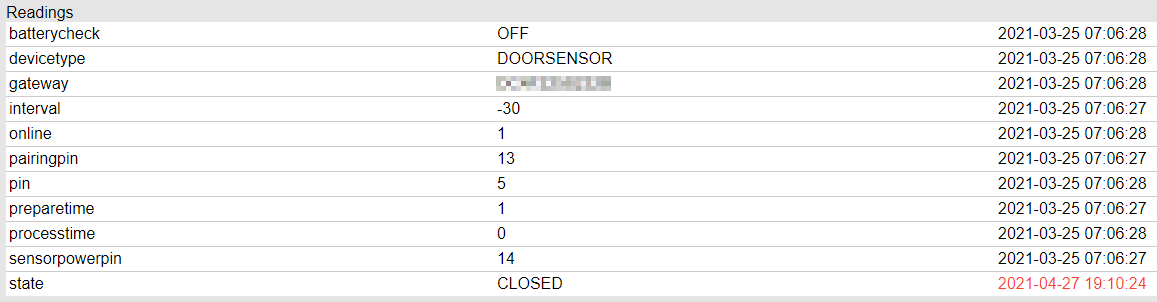 Readings
batterycheck OFF 2021-03-25 07:06:28
devicetype DOORSENSOR 2021-03-25 07:06:28
gateway 2021-03-25 07:06:28
interval -30 2021-03-25 07:06:27
online 1 2021-03-25 07:06:28
pairingpin 13 2021-03-25 07:06:27
pin 5 2021-03-25 07:06:28
preparetime 1 2021-03-25 07:06:27
processtime 0 2021-03-25 07:06:28
sensorpowerpin 14 2021-03-25 07:06:27
state CLOSED 2021-04-27 19:10:24